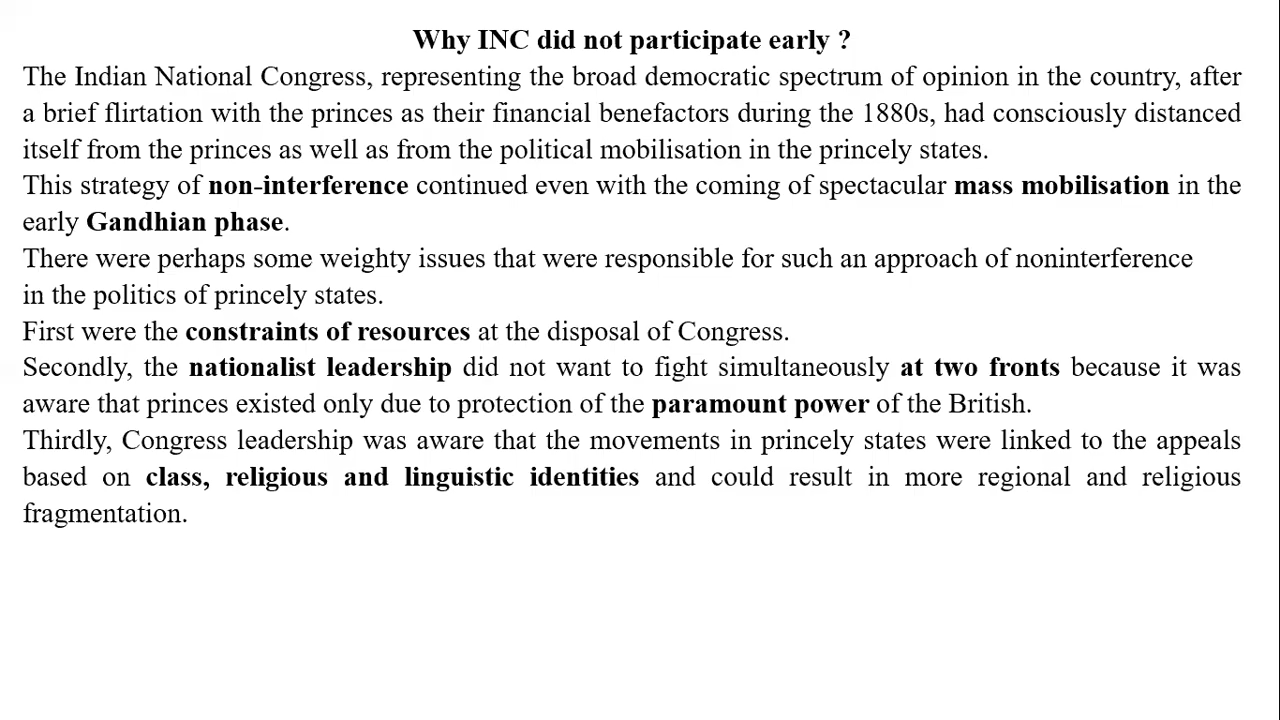 Why INC did not participate early ?
The Indian National Congress, representing the broad democratic spectrum of opinion in the country, after
a brief flirtation with the princes as their financial benefactors during the 1880s, had consciously distanced
itself from the princes as well as from the political mobilisation in the princely states.
This strategy of non-interference continued even with the coming of spectacular mass mobilisation in the
early Gandhian phase.
There were perhaps some weighty issues that were responsible for such an approach of noninterference
in the politics of princely states.
First were the constraints of resources at the disposal of Congress.
Secondly, the nationalist leadership did not want to fight simultaneously at two fronts because it was
aware that princes existed only due to protection of the paramount power of the British.
Thirdly, Congress leadership was aware that the movements in princely states were linked to the appeals
based on class, religious and linguistic identities and could result in more regional and religious
fragmentation.